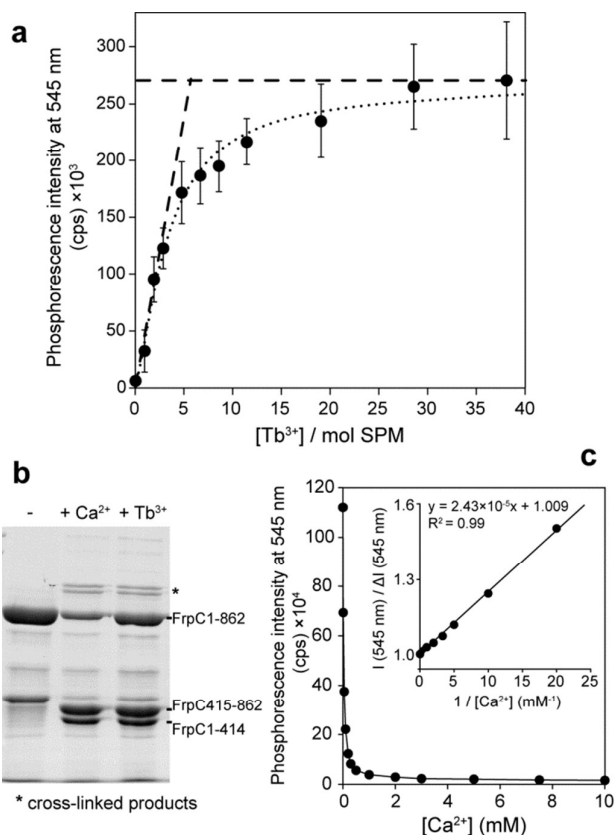 a
Phosphorescence intensity at 545 nm
(cps) ×10³
300
250
200
150
100
50
0
0 5 10 15 20 25 30 35 40
[Tb³⁺] / mol SPM
b
- + Ca²⁺ + Tb³⁺
*
FrpC1-862
FrpC415-862
FrpC1-414
* cross-linked products
c
Phosphorescence intensity at 545 nm
(cps) ×10⁴
120
100
80
60
40
20
0
0 2 4 6 8 10
[Ca²⁺] (mM)
I (545 nm) / ΔI (545 nm)
1.6
1.3
1.0
y = 2.43×10⁻⁵x + 1.009
R² = 0.99
0 5 10 15 20 25
1 / [Ca²⁺] (mM⁻¹)